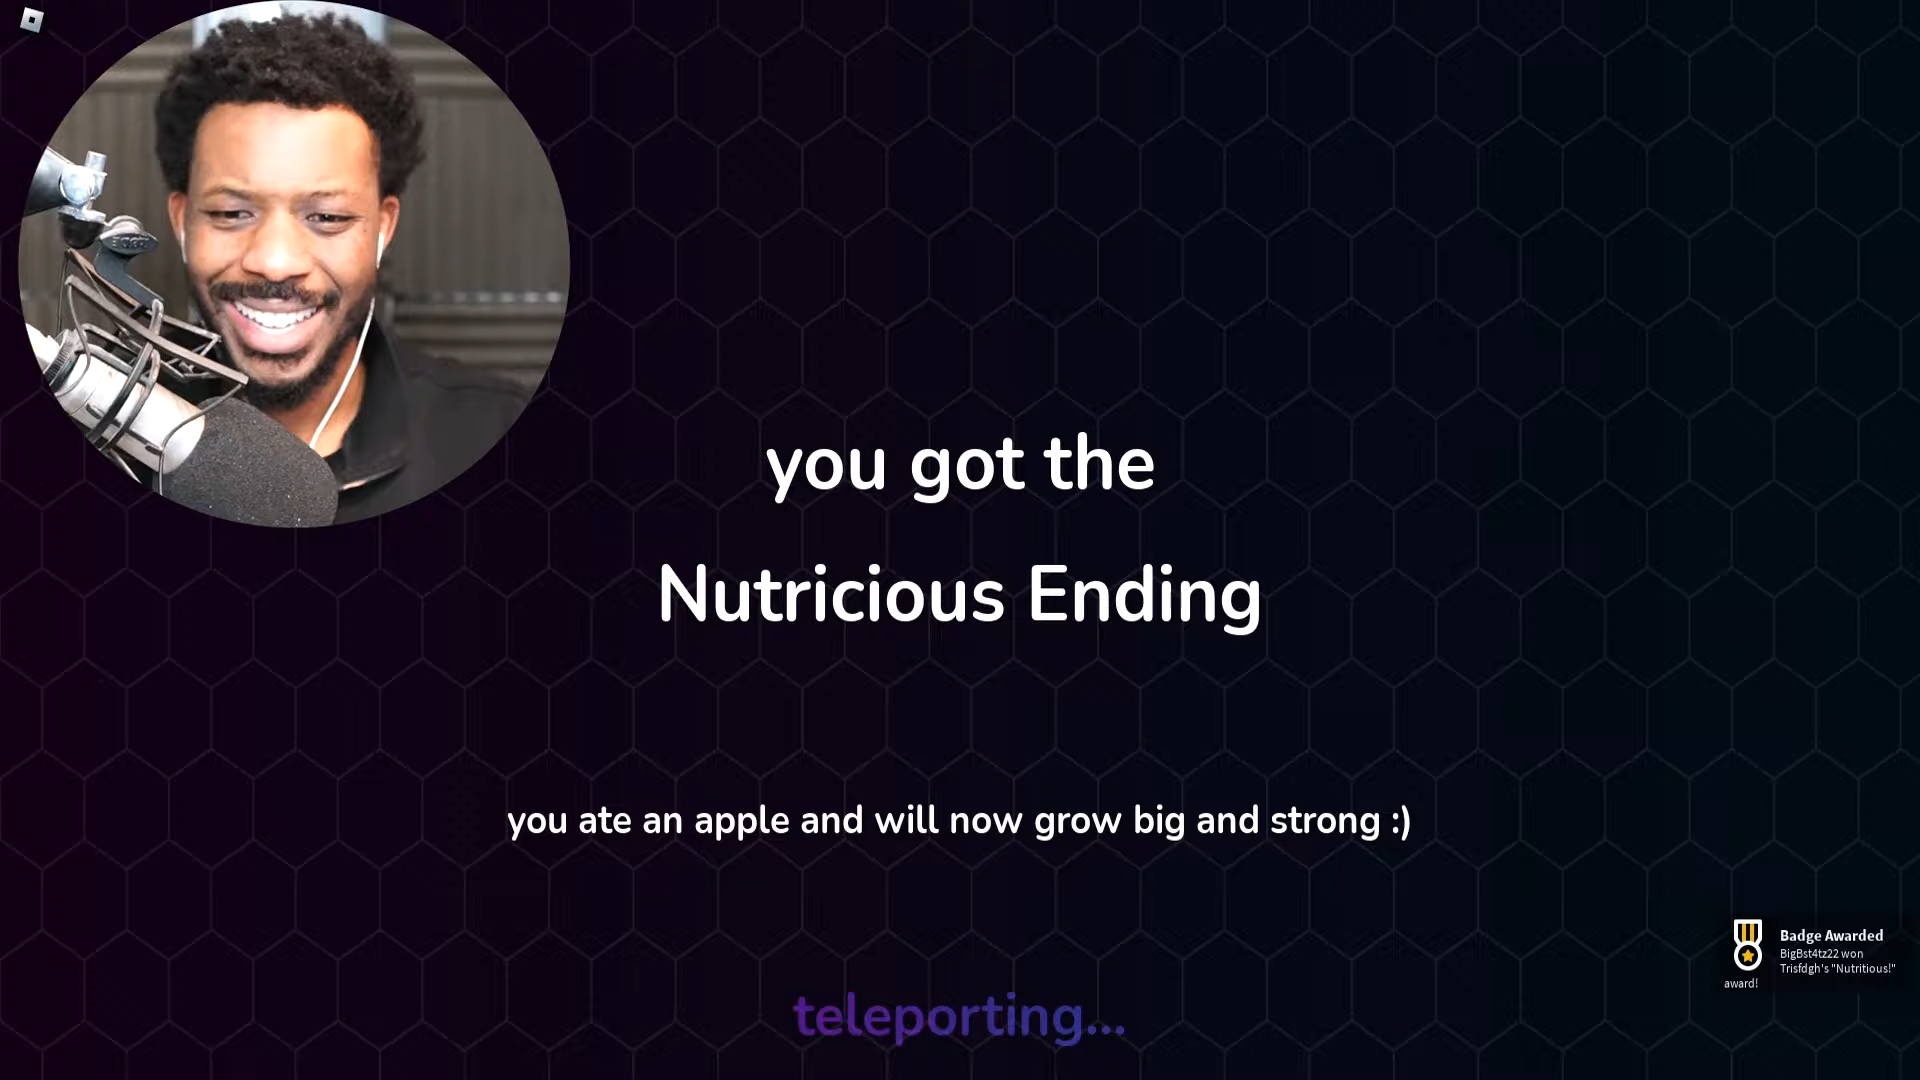 you got the
Nutricious Ending
you ate an apple and will now grow big and strong :)
Badge Awarded
BigBst4tz22 won
Trisfdgh's "Nutritious!"
award!
teleporting...